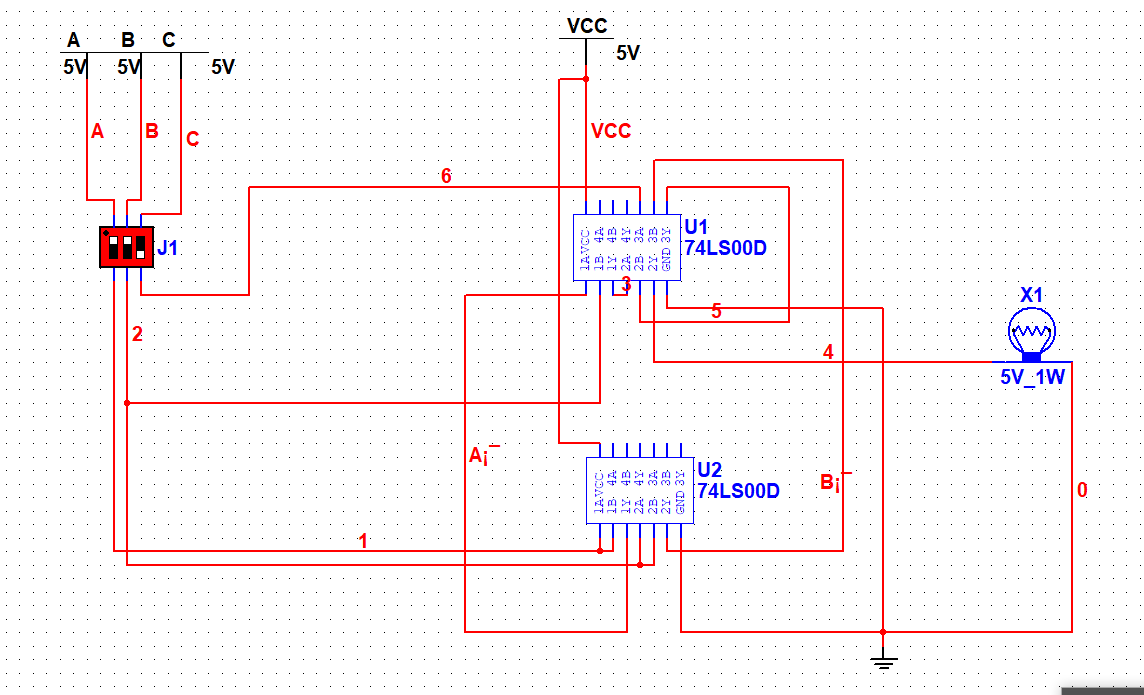 A B C
5V 5V 5V
VCC
5V
A B C
VCC
6
J1
U1
74LS00D
VCC 4A 4B 4Y 3A 3B 3Y
1A 1B 1Y 2A 2B 2Y GND
3
5
X1
5V_1W
2
4
A¡¯
B¡¯
U2
74LS00D
VCC 4A 4B 4Y 3A 3B 3Y
1A 1B 1Y 2A 2B 2Y GND
0
1